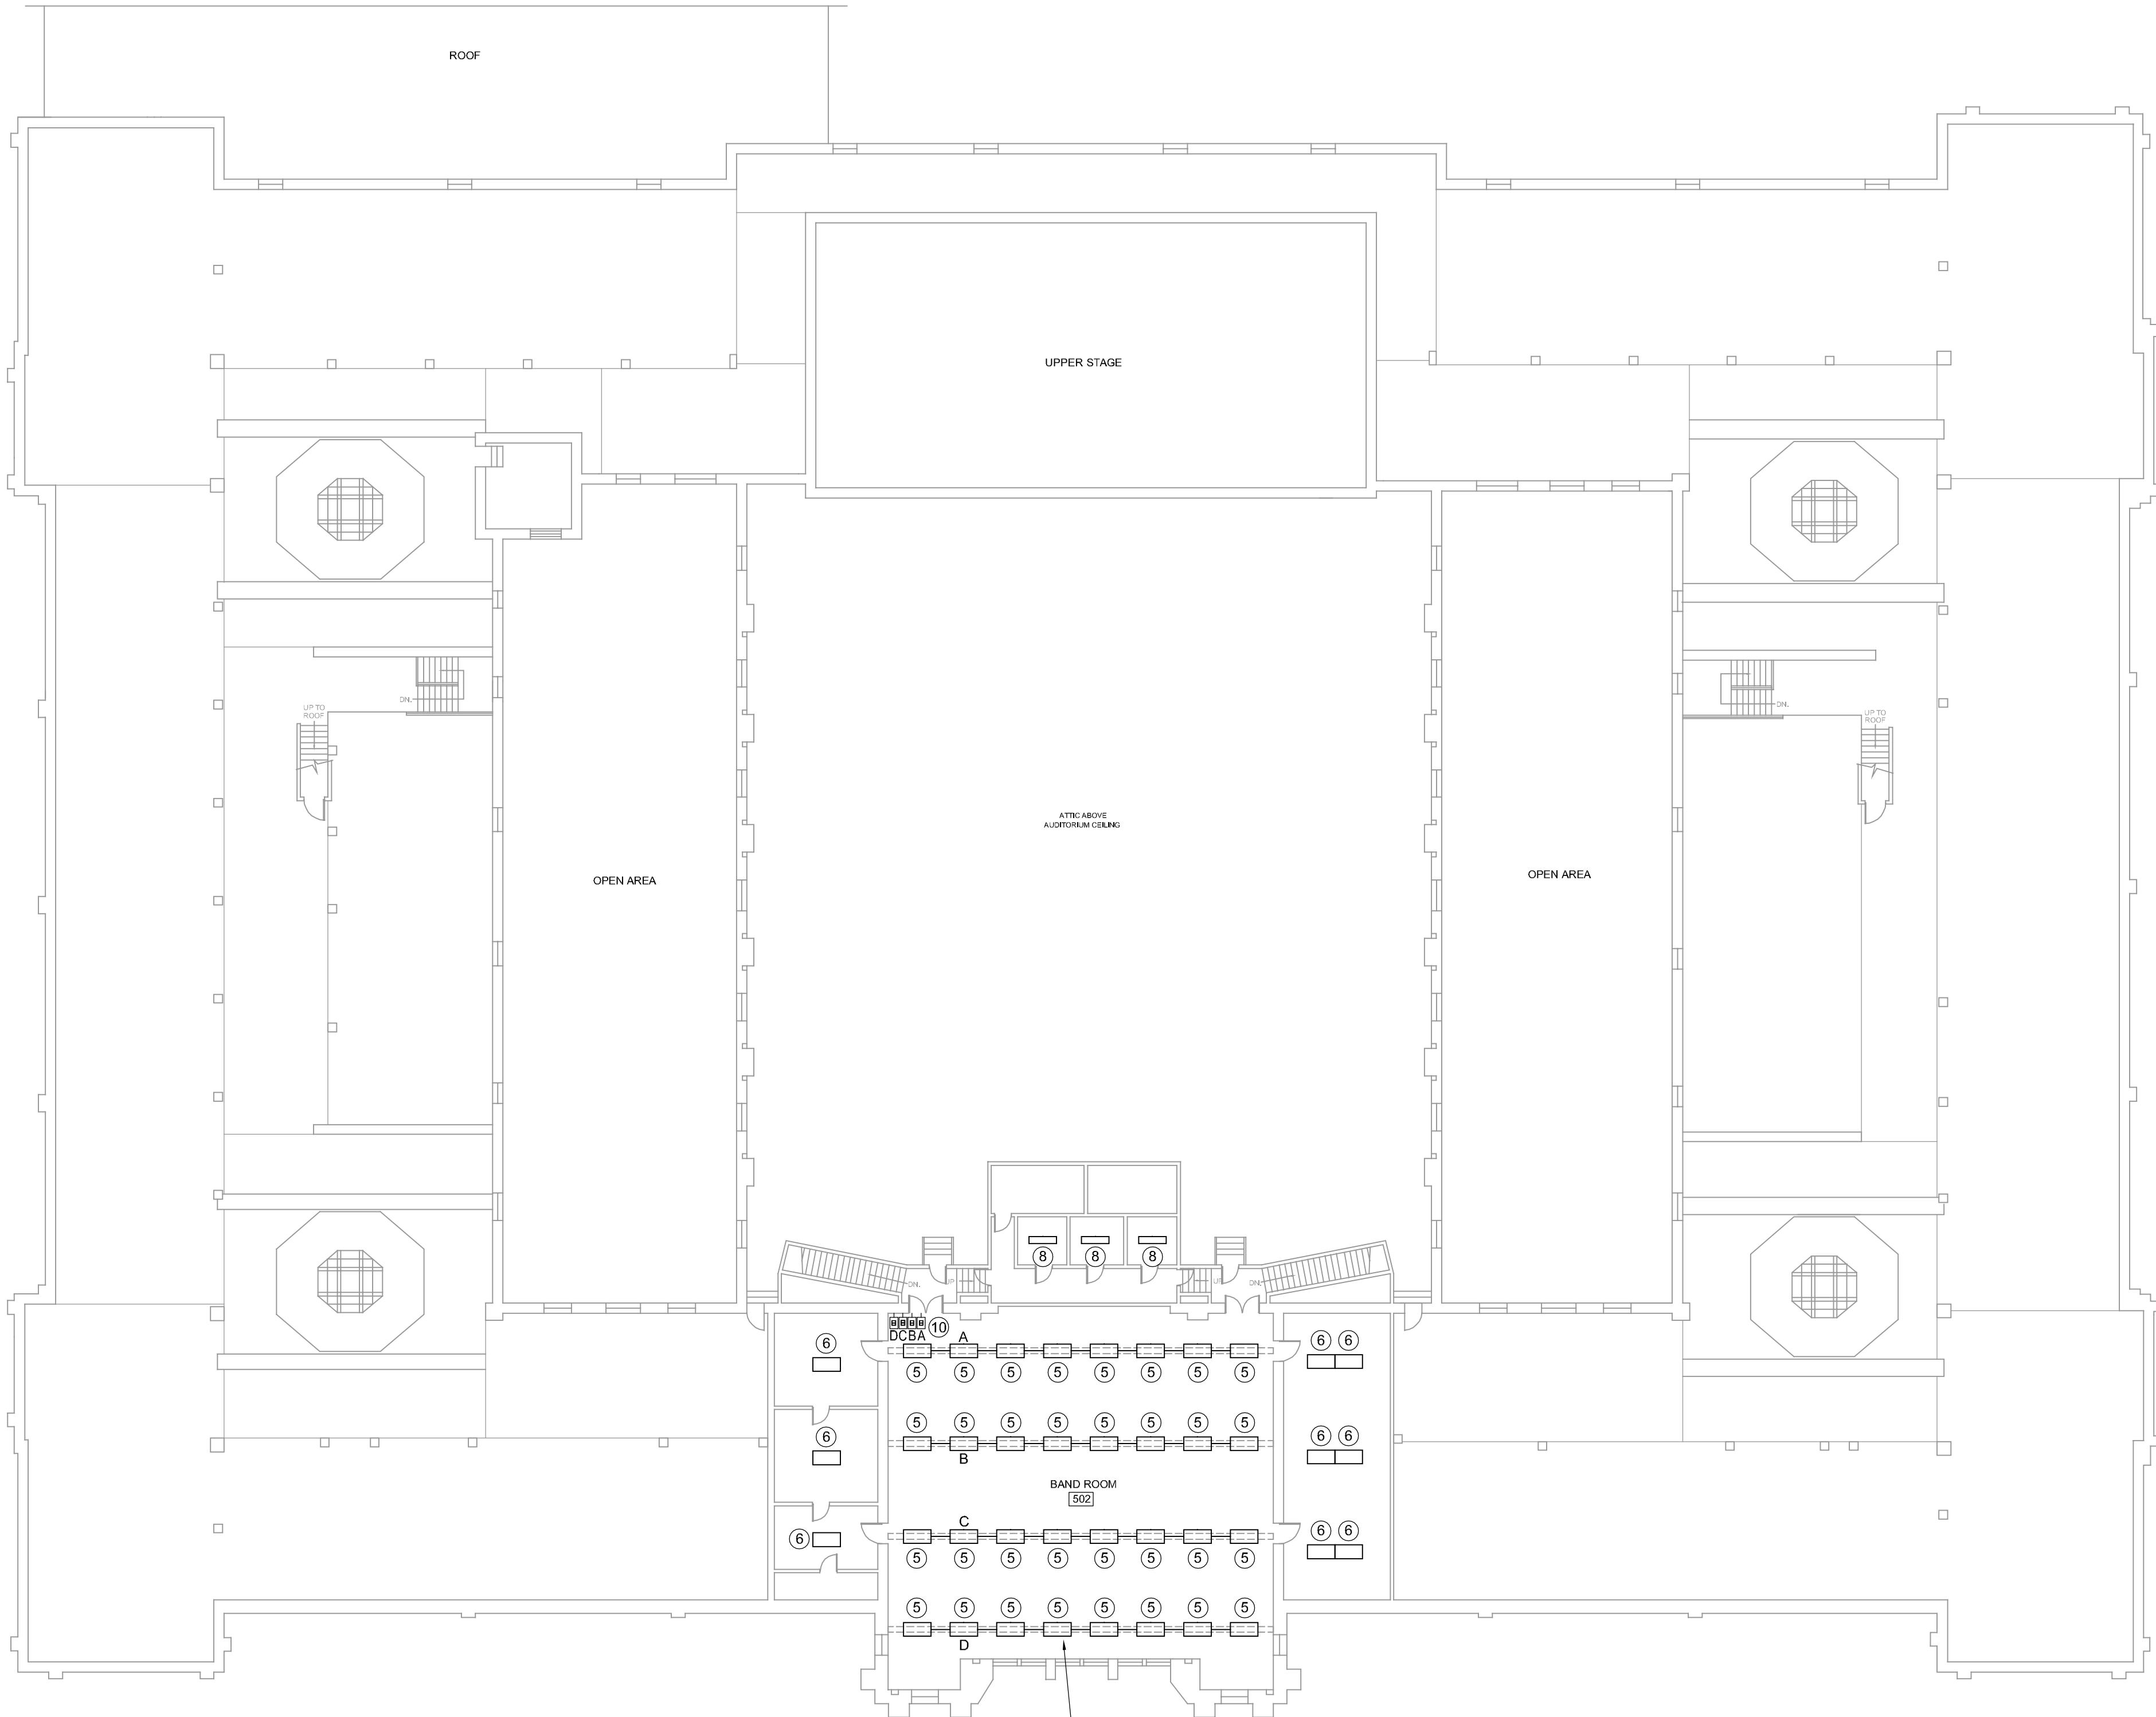 ROOF
UPPER STAGE
DN.
UP TO
ROOF
DN.
UP TO
ROOF
ATTIC ABOVE
AUDITORIUM CEILING
OPEN AREA
OPEN AREA
8 8 8
DN. UP UP DN.
D C B A 10
A
6
6 6
5 5 5 5 5 5 5 5
5 5 5 5 5 5 5 5
6
6 6
B
BAND ROOM
502
C
6
6 6
5 5 5 5 5 5 5 5
5 5 5 5 5 5 5 5
D